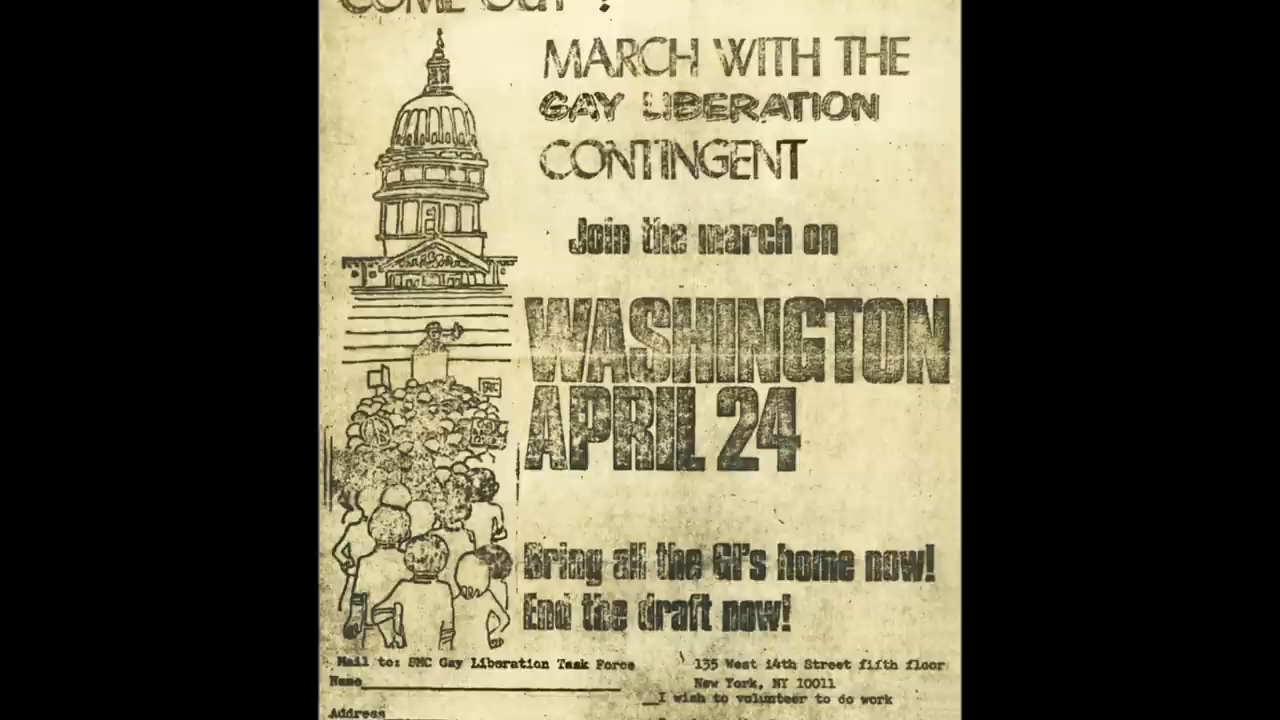 COME OUT !
MARCH WITH THE
GAY LIBERATION
CONTINGENT
Join the march on
WASHINGTON
APRIL 24
Bring all the GI's home now!
End the draft now!
Mail to: SMC Gay Liberation Task Force
135 West 14th Street fifth floor
New York, NY 10011
Name
I wish to volunteer to do work
Address